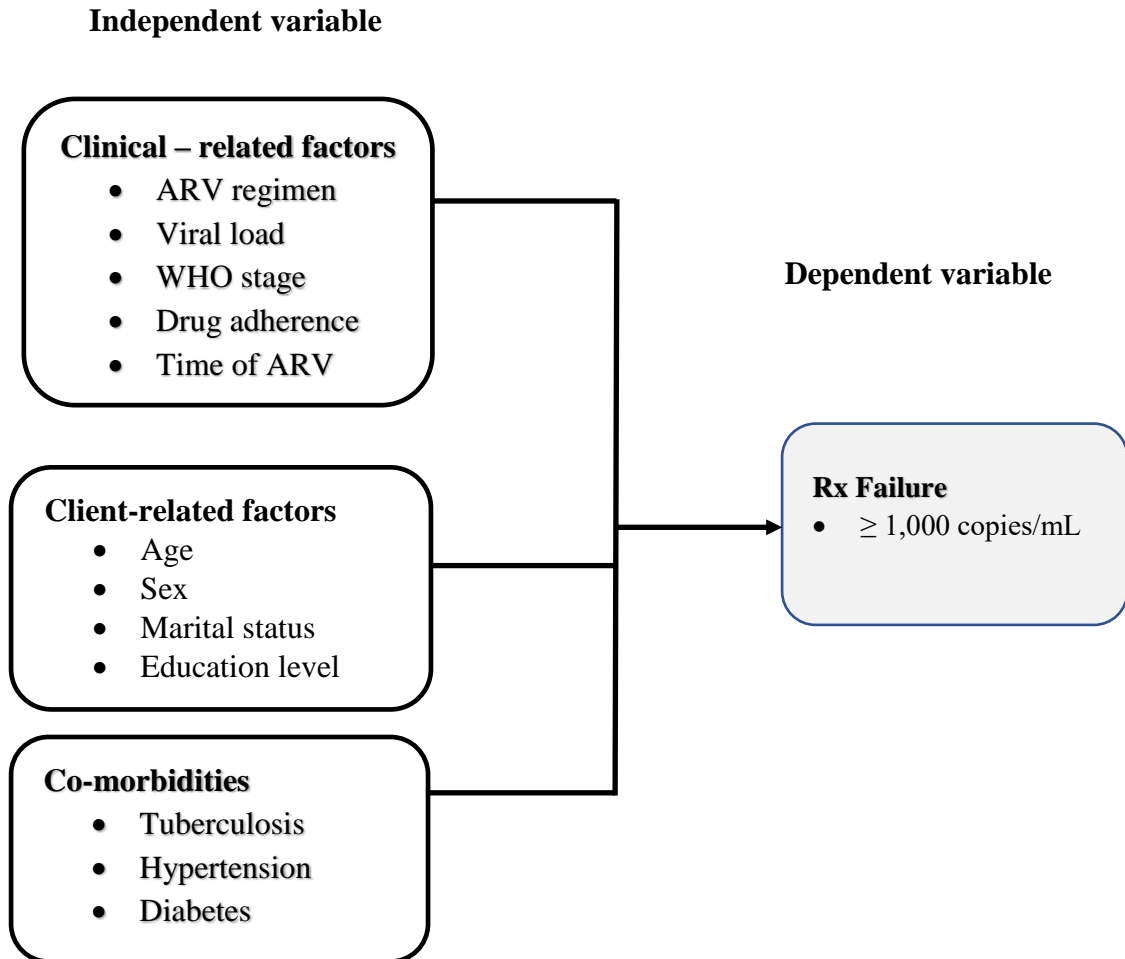 Independent variable
Clinical – related factors
• ARV regimen
• Viral load
• WHO stage
• Drug adherence
• Time of ARV
Dependent variable
Rx Failure
• ≥ 1,000 copies/mL
Client-related factors
• Age
• Sex
• Marital status
• Education level
Co-morbidities
• Tuberculosis
• Hypertension
• Diabetes